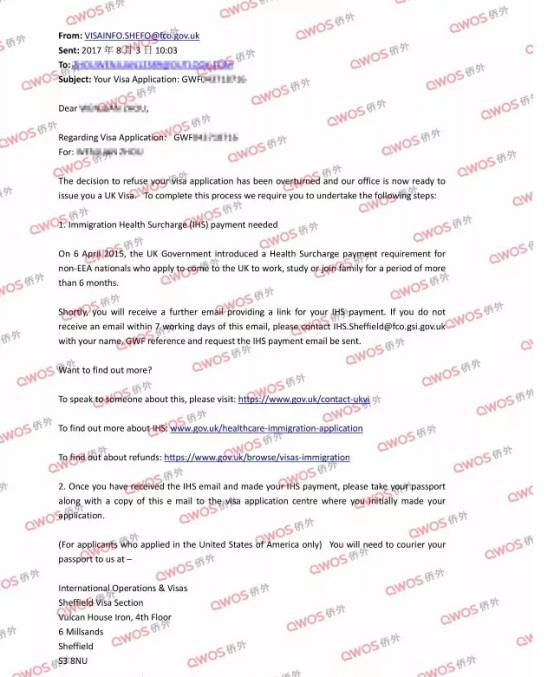 From: VISAINFO.SHEFO@fco.gov.uk
Sent: 2017 年 8月 3日 10:03
To:
Subject: Your Visa Application: GWF
Dear
Regarding Visa Application: GWF
For:
The decision to refuse your visa application has been overturned and our office is now ready to
issue you a UK Visa. To complete this process we require you to undertake the following steps:
1. Immigration Health Surcharge (IHS) payment needed
On 6 April 2015, the UK Government introduced a Health Surcharge payment requirement for
non-EEA nationals who apply to come to the UK to work, study or join family for a period of more
than 6 months.
Shortly, you will receive a further email providing a link for your IHS payment. If you do not
receive an email within 7 working days of this email, please contact IHS.Sheffield@fco.gsi.gov.uk
with your name, GWF reference and request the IHS payment email be sent.
Want to find out more?
To speak to someone about this, please visit: https://www.gov.uk/contact-ukvi
To find out more about IHS: www.gov.uk/healthcare-immigration-application
To find out about refunds: https://www.gov.uk/browse/visas-immigration
2. Once you have received the IHS email and made your IHS payment, please take your passport
along with a copy of this e mail to the visa application centre where you initially made your
application.
(For applicants who applied in the United States of America only) You will need to courier your
passport to us at –
International Operations & Visas
Sheffield Visa Section
Vulcan House Iron, 4th Floor
6 Millsands
Sheffield
S3 8NU
QWOS侨外